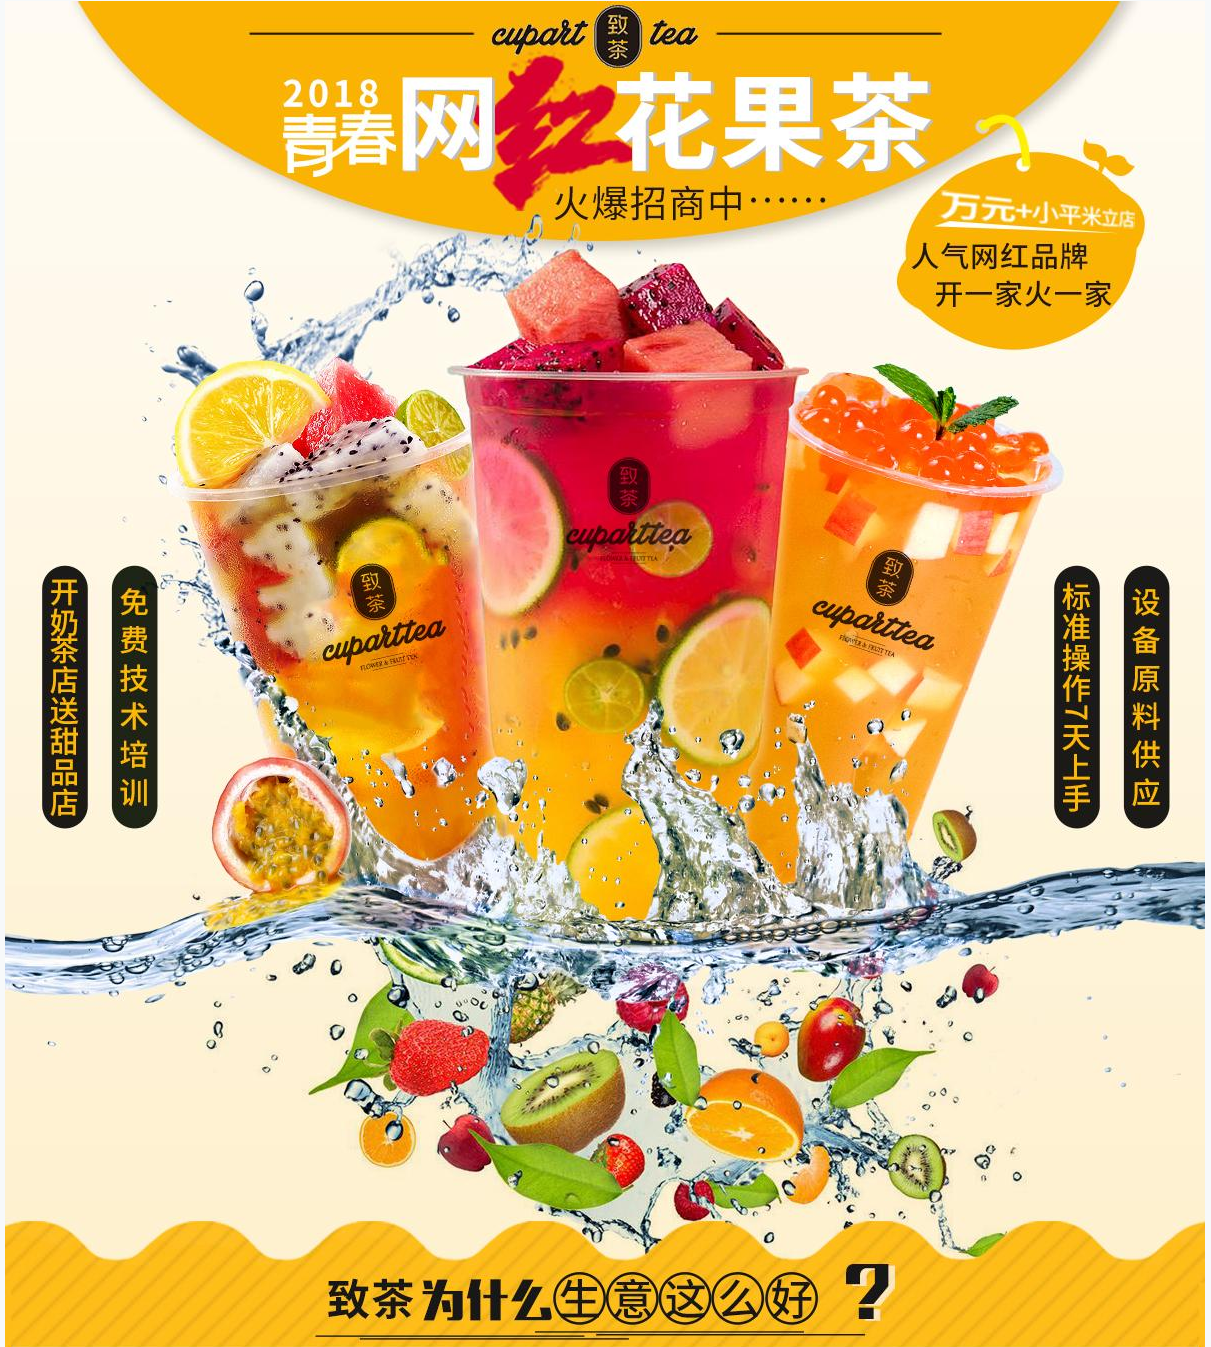 cupart 致茶 tea
2018
青春网红花果茶
火爆招商中······
万元+小平米立店
人气网红品牌
开一家火一家
致茶
cuparttea
FLOWER & FRUIT TEA
致茶
cuparttea
FLOWER & FRUIT TEA
致茶
cuparttea
FLOWER & FRUIT TEA
开奶茶店送甜品店
免费技术培训
标准操作7天上手
设备原料供应
致茶为什么生意这么好?